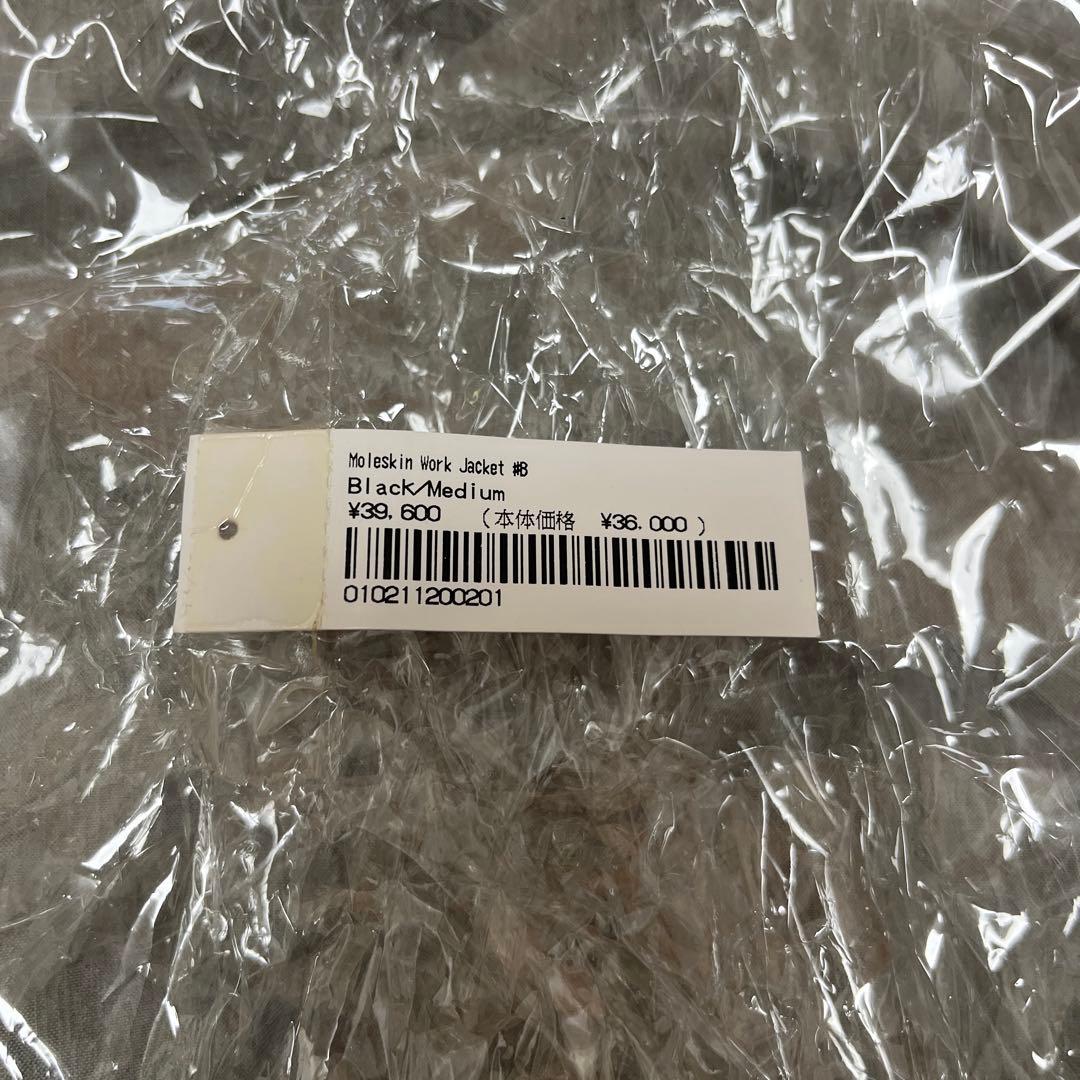 Moleskin Work Jacket #B
Black/Medium
¥39,600 (本体価格 ¥36,000)
010211200201